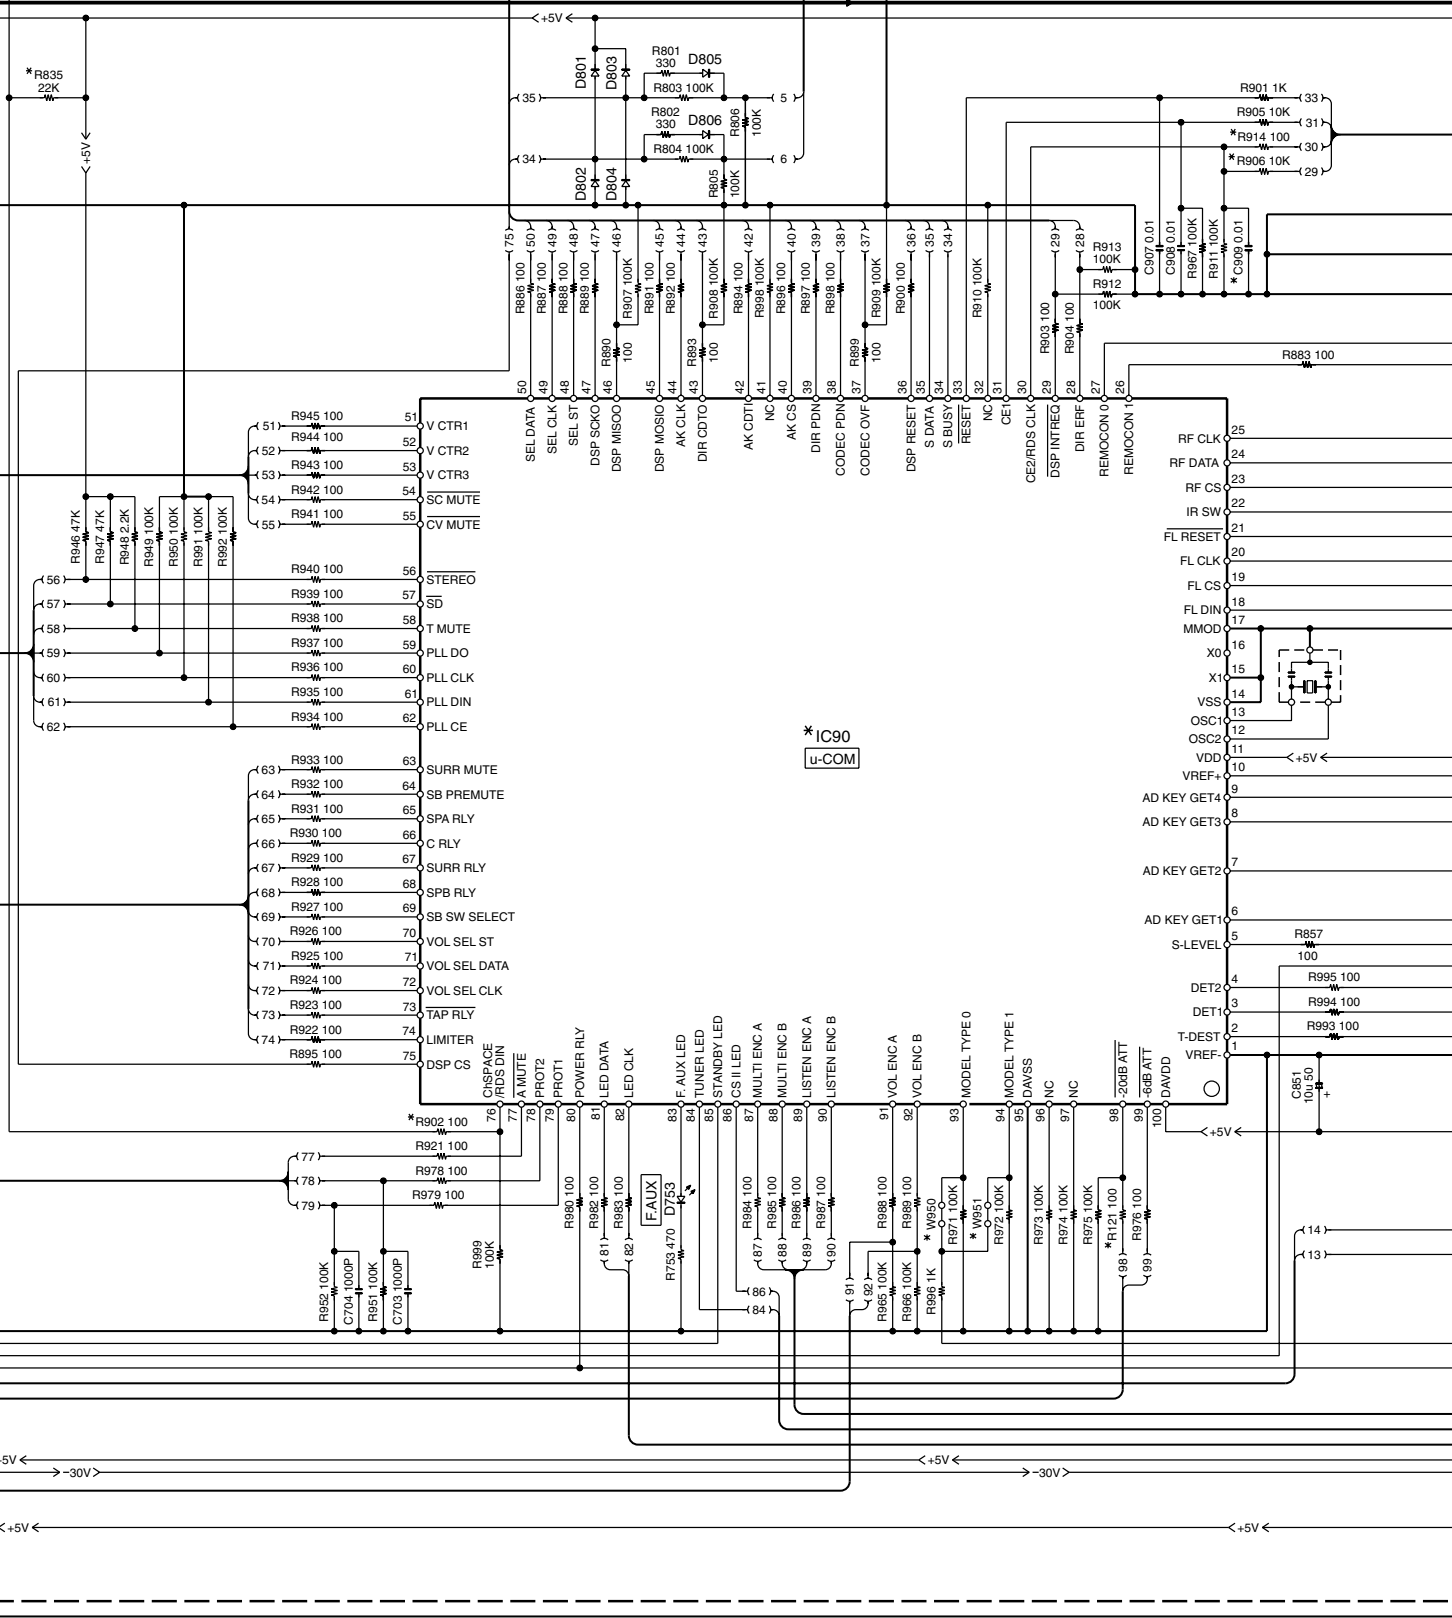 +5V
*R835
22K
+5V
D801
D803
R801
330
D805
R803 100K
35
5
R802
330
D806
R806
100K
R804 100K
34
6
D802
D804
R805
100K
R901 1K
33
R905 10K
31
*R914 100
30
*R906 10K
29
C907 0.01
C908 0.01
R967 100K
R911 100K
*C909 0.01
R913
100K
R912
100K
75
50
49
48
47
46
45
44
43
42
40
39
38
37
36
35
34
29
28
R886 100
R887 100
R888 100
R889 100
R907 100K
R891 100
R892 100
R908 100K
R894 100
R998 100K
R896 100
R897 100
R898 100
R909 100K
R900 100
R910 100K
R903 100
R904 100
R890
100
R893
100
R899
100
R883 100
50
49
48
47
46
45
44
43
42
41
40
39
38
37
36
35
34
33
32
31
30
29
28
27
26
SEL DATA
SEL CLK
SEL ST
DSP SCKO
DSP MISOO
DSP MOSIO
AK CLK
DIR CDTO
AK CDTI
NC
AK CS
DIR PDN
CODEC PDN
CODEC OVF
DSP RESET
S DATA
S BUSY
RESET
NC
CE1
CE2/RDS CLK
DSP INTREQ
DIR ERF
REMOCON 0
REMOCON 1
51 R945 100 51 V CTR1
52 R944 100 52 V CTR2
53 R943 100 53 V CTR3
54 R942 100 54 SC MUTE
55 R941 100 55 CV MUTE
R946 47K
R947 47K
R948 2.2K
R949 100K
R950 100K
R991 100K
R992 100K
56 R940 100 56 STEREO
57 R939 100 57 SD
58 R938 100 58 T MUTE
59 R937 100 59 PLL DO
60 R936 100 60 PLL CLK
61 R935 100 61 PLL DIN
62 R934 100 62 PLL CE
63 R933 100 63 SURR MUTE
64 R932 100 64 SB PREMUTE
65 R931 100 65 SPA RLY
66 R930 100 66 C RLY
67 R929 100 67 SURR RLY
68 R928 100 68 SPB RLY
69 R927 100 69 SB SW SELECT
70 R926 100 70 VOL SEL ST
71 R925 100 71 VOL SEL DATA
72 R924 100 72 VOL SEL CLK
73 R923 100 73 TAP RLY
74 R922 100 74 LIMITER
R895 100 75 DSP CS
*IC90
u-COM
RF CLK 25
RF DATA 24
RF CS 23
IR SW 22
FL RESET 21
FL CLK 20
FL CS 19
FL DIN 18
MMOD 17
X0 16
X1 15
VSS 14
OSC1 13
OSC2 12
VDD 11 +5V
VREF+ 10
AD KEY GET4 9
AD KEY GET3 8
AD KEY GET2 7
AD KEY GET1 6
S-LEVEL 5 R857
100
DET2 4 R995 100
DET1 3 R994 100
T-DEST 2 R993 100
VREF- 1
C851
10u 50
+
+5V
ChSPACE
/RDS DIN
A MUTE
PROT2
PROT1
POWER RLY
LED DATA
LED CLK
F. AUX LED
TUNER LED
STANDBY LED
CS II LED
MULTI ENC A
MULTI ENC B
LISTEN ENC A
LISTEN ENC B
VOL ENC A
VOL ENC B
MODEL TYPE 0
MODEL TYPE 1
DAVSS
NC
NC
-20dB ATT
-6dB ATT
DAVDD
76
77
78
79
80
81
82
83
84
85
86
87
88
89
90
91
92
93
94
95
96
97
98
99
100
*R902 100
77 R921 100
78 R978 100
79 R979 100
R952 100K
C704 1000P
R951 100K
C703 1000P
R999
100K
R980 100
R982 100
R983 100
81
82
F.AUX
D753
R753 470
R984 100
R985 100
R986 100
R987 100
87
88
89
90
86
84
R988 100
R989 100
91
92
R965 100K
R966 100K
* W950
R971 100K
R996 1K
* W951
R972 100K
R973 100K
R974 100K
R975 100K
*R121 100
R976 100
98
99
14
13
+5V
+5V
-30V
-30V
+5V
+5V